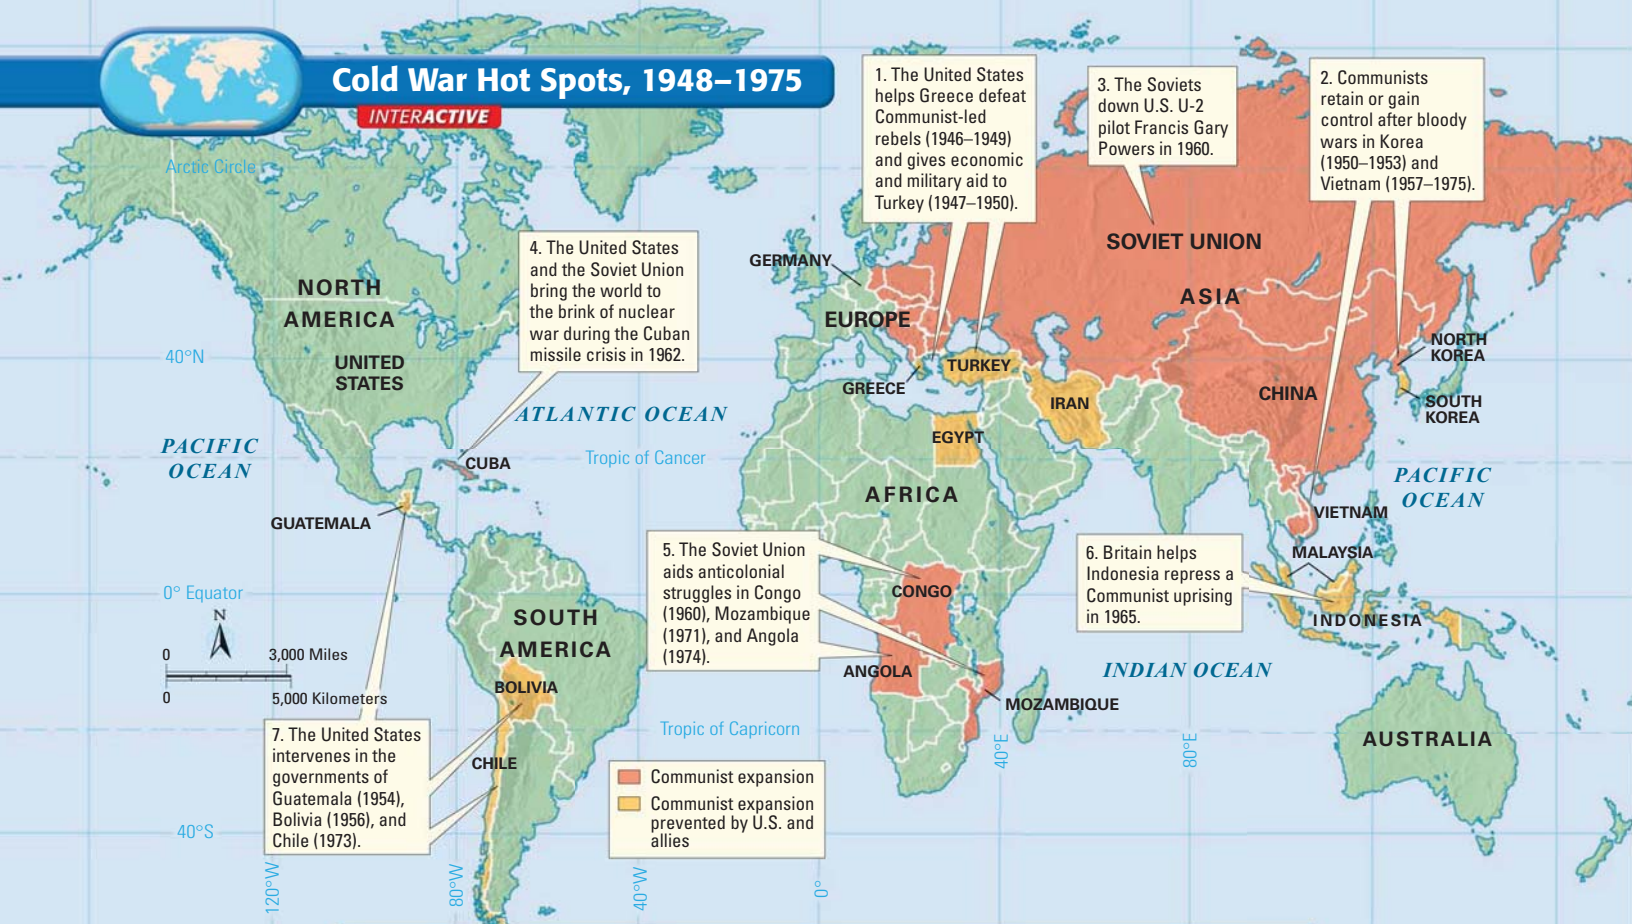 Cold War Hot Spots, 1948–1975
INTERACTIVE
1. The United States
helps Greece defeat
Communist-led
rebels (1946–1949)
and gives economic
and military aid to
Turkey (1947–1950).
3. The Soviets
down U.S. U-2
pilot Francis Gary
Powers in 1960.
2. Communists
retain or gain
control after bloody
wars in Korea
(1950–1953) and
Vietnam (1957–1975).
Arctic Circle
4. The United States
and the Soviet Union
bring the world to
the brink of nuclear
war during the Cuban
missile crisis in 1962.
GERMANY
SOVIET UNION
NORTH
AMERICA
EUROPE
ASIA
40°N
UNITED
STATES
TURKEY
GREECE
IRAN
CHINA
NORTH
KOREA
SOUTH
KOREA
ATLANTIC OCEAN
PACIFIC
OCEAN
EGYPT
Tropic of Cancer
CUBA
AFRICA
PACIFIC
OCEAN
GUATEMALA
VIETNAM
MALAYSIA
5. The Soviet Union
aids anticolonial
struggles in Congo
(1960), Mozambique
(1971), and Angola
(1974).
6. Britain helps
Indonesia repress a
Communist uprising
in 1965.
0° Equator
CONGO
N
SOUTH
AMERICA
INDONESIA
0 3,000 Miles
0 5,000 Kilometers
ANGOLA
INDIAN OCEAN
BOLIVIA
MOZAMBIQUE
Tropic of Capricorn
7. The United States
intervenes in the
governments of
Guatemala (1954),
Bolivia (1956), and
Chile (1973).
CHILE
AUSTRALIA
Communist expansion
Communist expansion
prevented by U.S. and
allies
40°S
120°W
80°W
40°W
0°
40°E
80°E